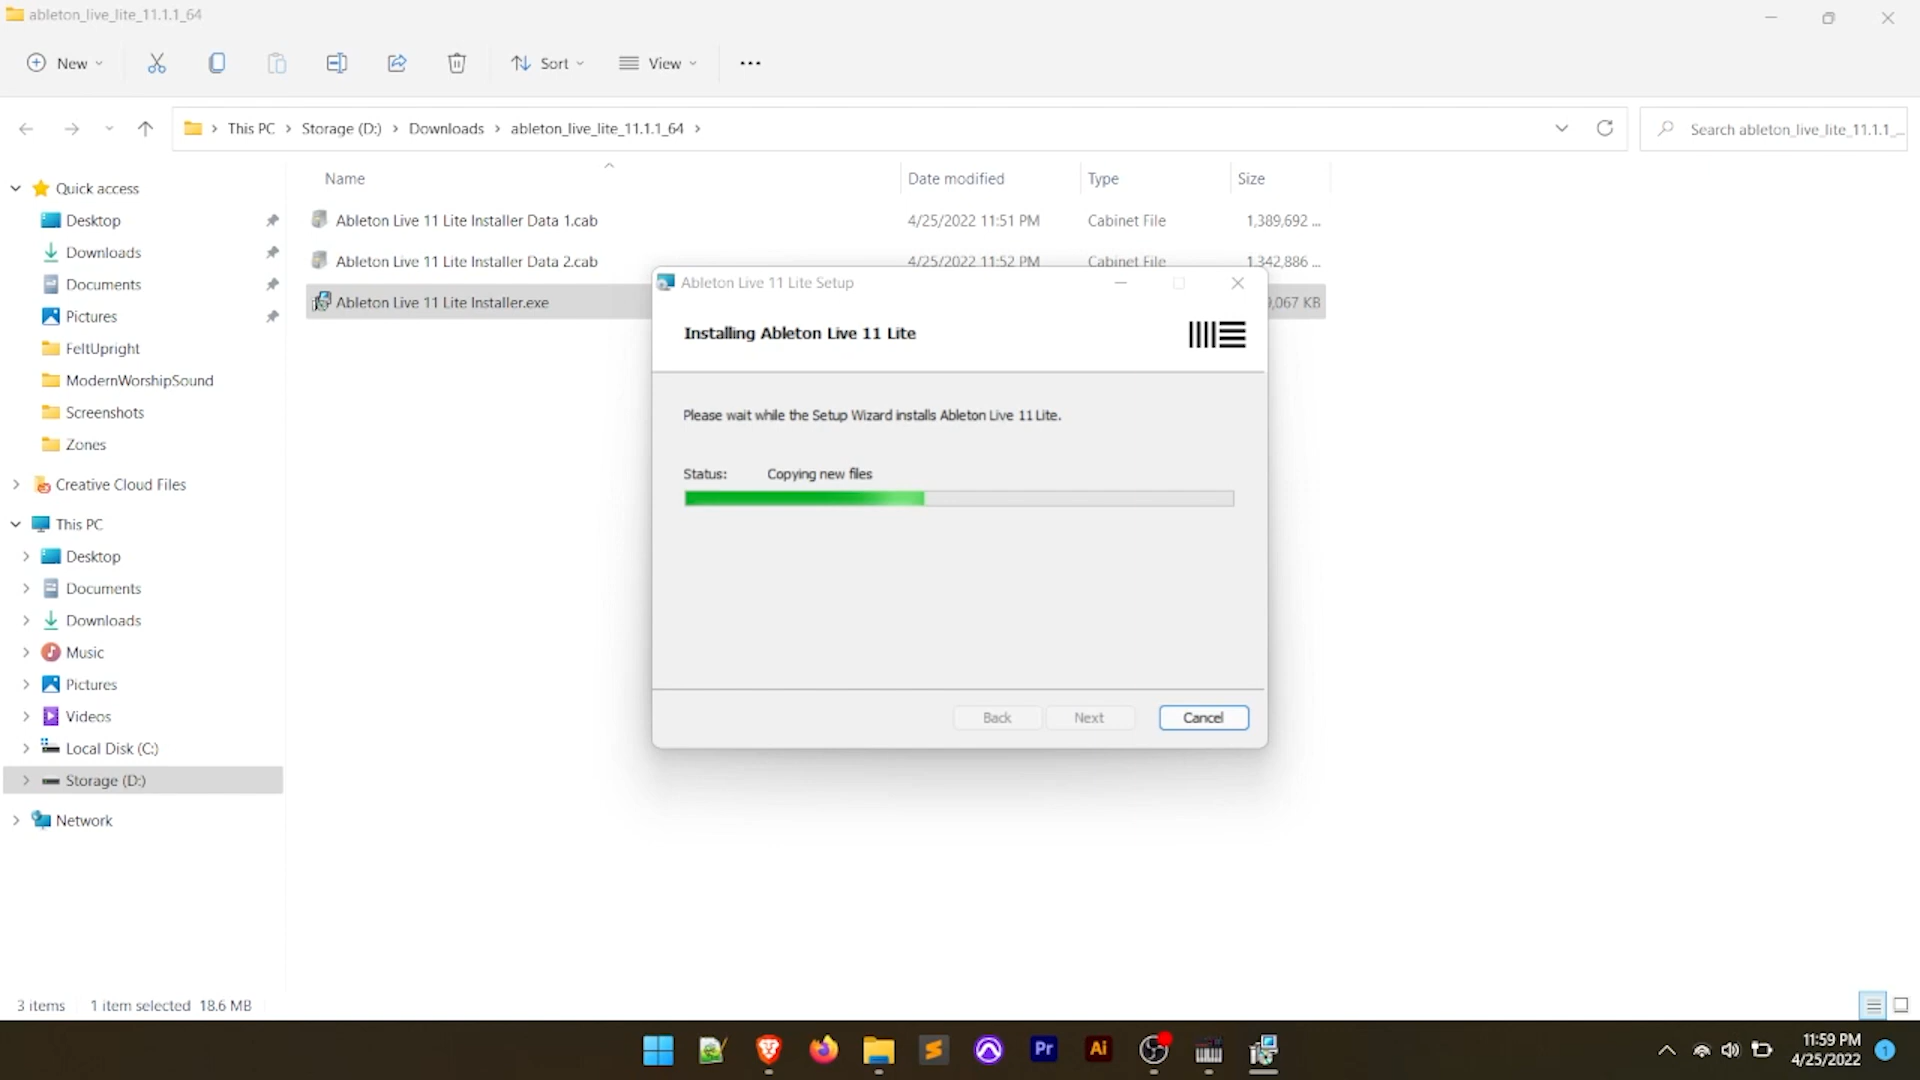 ableton_live_lite_11.1.1_64
New
Sort
View
This PC > Storage (D:) > Downloads > ableton_live_lite_11.1.1_64 >
Search ableton_live_lite_11.1.1_...
Name Date modified Type Size
Ableton Live 11 Lite Installer Data 1.cab 4/25/2022 11:51 PM Cabinet File 1,389,692 ...
Ableton Live 11 Lite Installer Data 2.cab 4/25/2022 11:52 PM Cabinet File 1,342,886 ...
Ableton Live 11 Lite Installer.exe
,067 KB
Quick access
Desktop
Downloads
Documents
Pictures
FeltUpright
ModernWorshipSound
Screenshots
Zones
Creative Cloud Files
This PC
Desktop
Documents
Downloads
Music
Pictures
Videos
Local Disk (C:)
Storage (D:)
Network
Ableton Live 11 Lite Setup
Installing Ableton Live 11 Lite
Please wait while the Setup Wizard installs Ableton Live 11 Lite.
Status: Copying new files
Back Next Cancel
3 items 1 item selected 18.6 MB
Pr
Ai
11:59 PM
4/25/2022
1